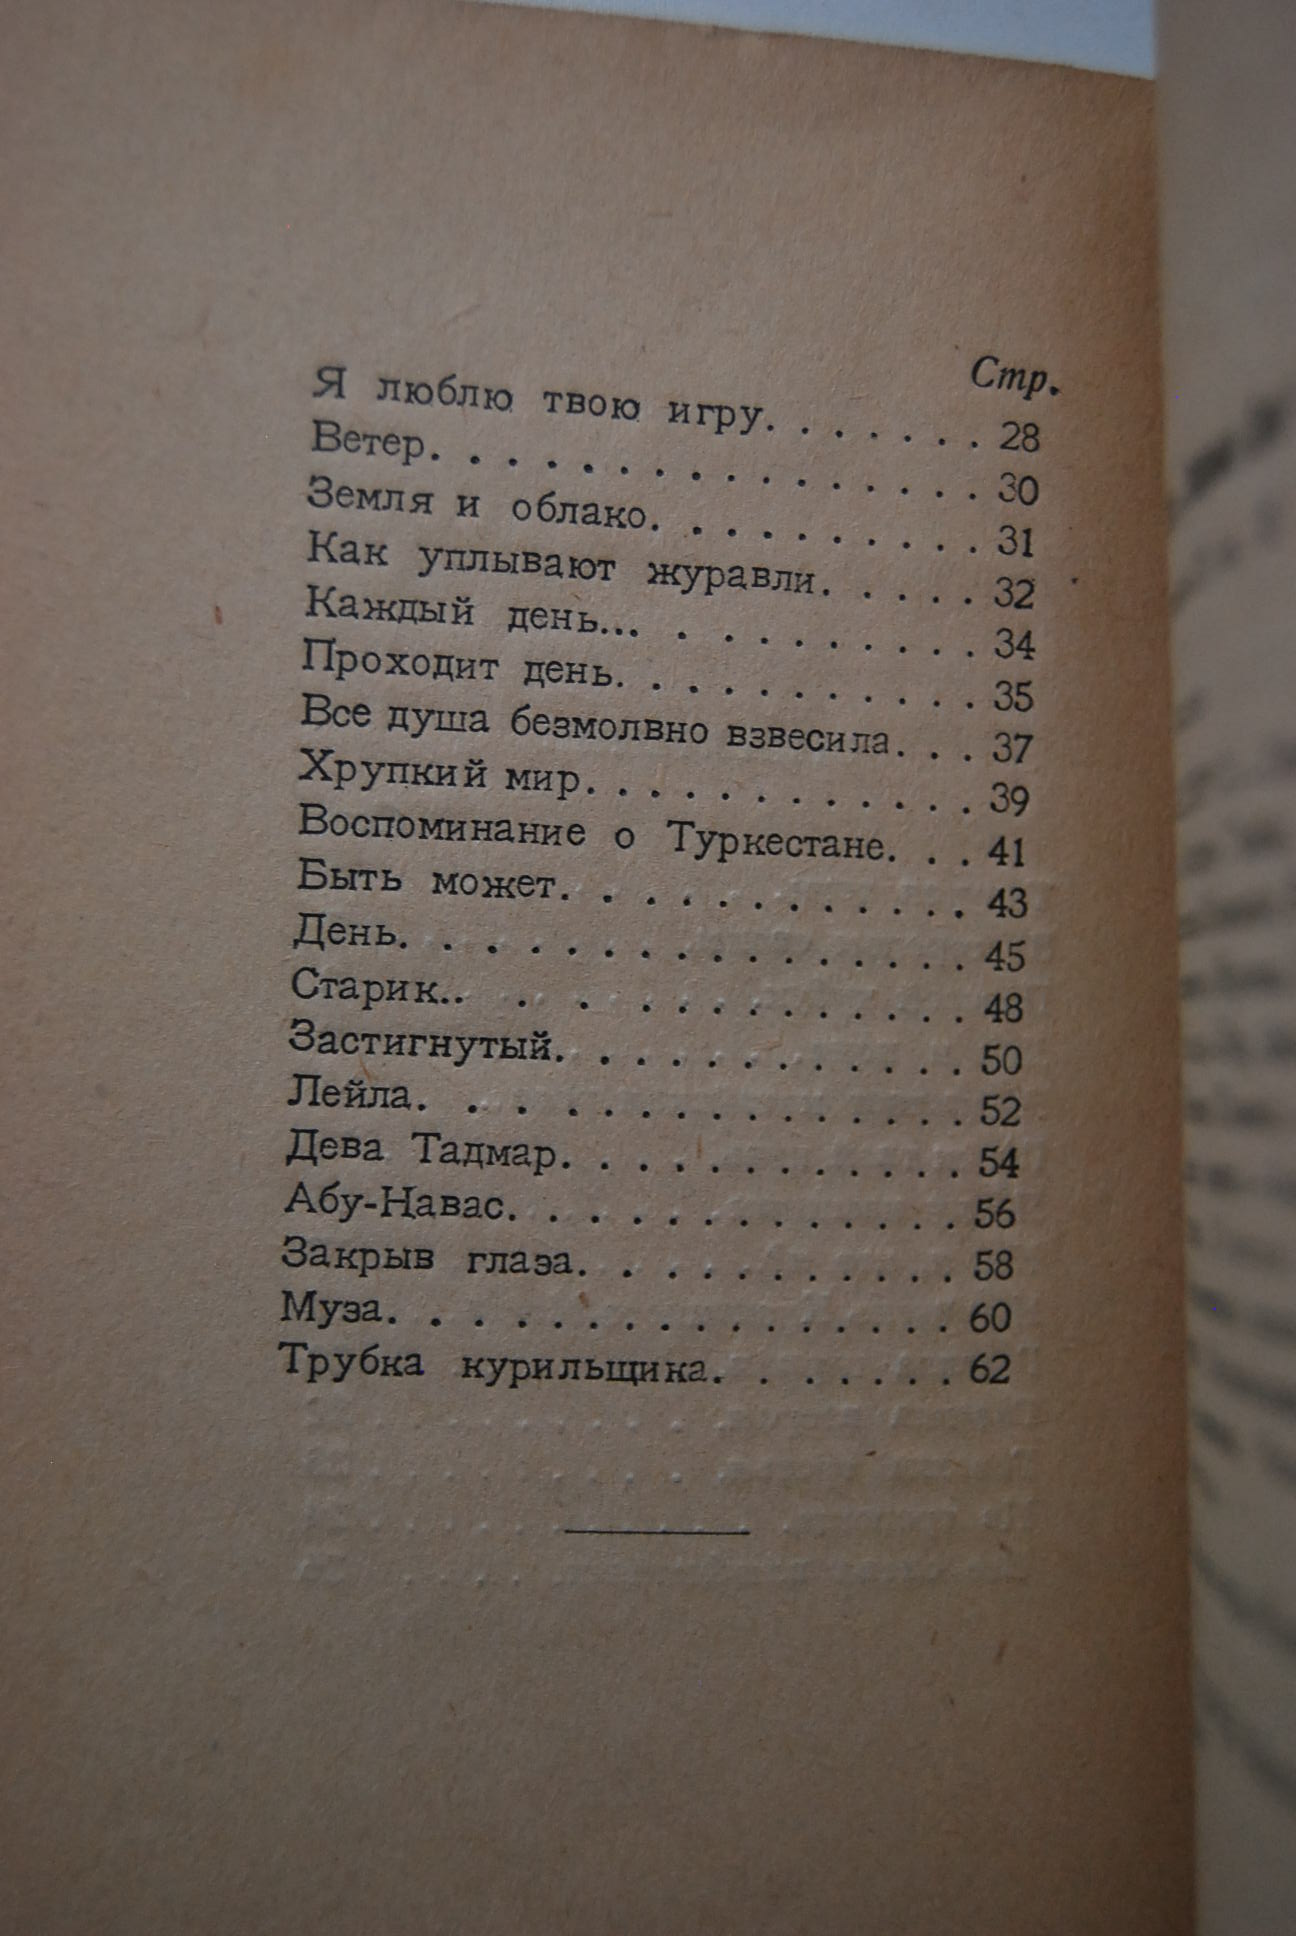 Стр.
Я люблю твою игру. . . . . . . 28
Ветер. . . . . . . . . . . . . . . 30
Земля и облако. . . . . . . . . . 31
Как уплывают журавли. . . . . 32
Каждый день... . . . . . . . . . 34
Проходит день. . . . . . . . . . . 35
Все душа безмолвно взвесила. . . 37
Хрупкий мир. . . . . . . . . . . . 39
Воспоминание о Туркестане. . . 41
Быть может. . . . . . . . . . . . 43
День. . . . . . . . . . . . . . . . 45
Старик.. . . . . . . . . . . . . 48
Застигнутый. . . . . . . . . . . . 50
Лейла. . . . . . . . . . . . . . 52
Дева Тадмар. . . . . . . . . . . 54
Абу-Навас. . . . . . . . . . . . . 56
Закрыв глаза. . . . . . . . . . . 58
Муза. . . . . . . . . . . . . . . . 60
Трубка курильщика. . . . . . . 62